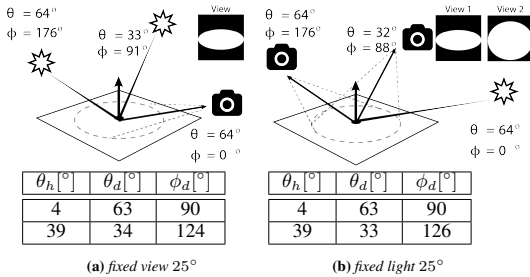 θ = 64°
ϕ = 176°
θ = 33°
ϕ = 91°
View
θ = 64°
ϕ = 0°
θh[°] θd[°] ϕd[°]
4 63 90
39 34 124
(a) fixed view 25°
θ = 64°
ϕ = 176°
θ = 32°
ϕ = 88°
View 1 View 2
θ = 64°
ϕ = 0°
θh[°] θd[°] ϕd[°]
4 63 90
39 33 126
(b) fixed light 25°